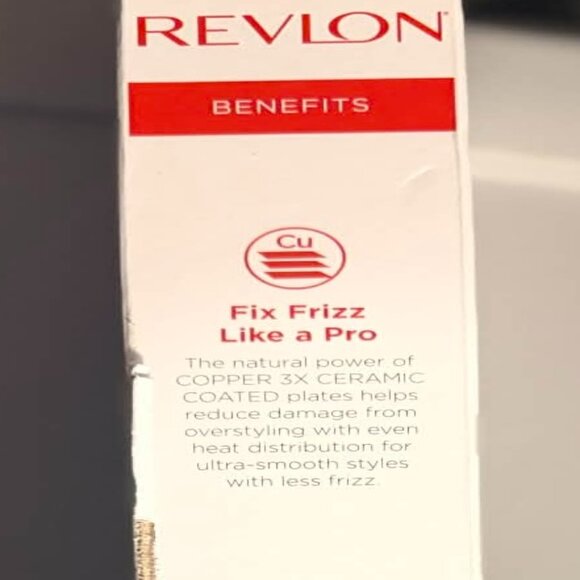 REVLON
BENEFITS
Cu
Fix Frizz
Like a Pro
The natural power of
COPPER 3X CERAMIC
COATED plates helps
reduce damage from
overstyling with even
heat distribution for
ultra-smooth styles
with less frizz.